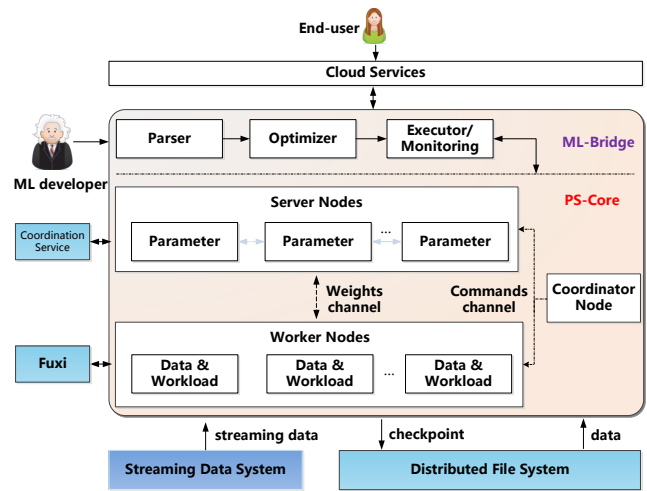 End-user
Cloud Services
Parser
Optimizer
Executor/
Monitoring
ML-Bridge
ML developer
PS-Core
Server Nodes
Coordination
Service
Parameter
Parameter
...
Parameter
Weights
channel
Commands
channel
Coordinator
Node
Worker Nodes
Fuxi
Data &
Workload
Data &
Workload
...
Data &
Workload
streaming data
checkpoint
data
Streaming Data System
Distributed File System